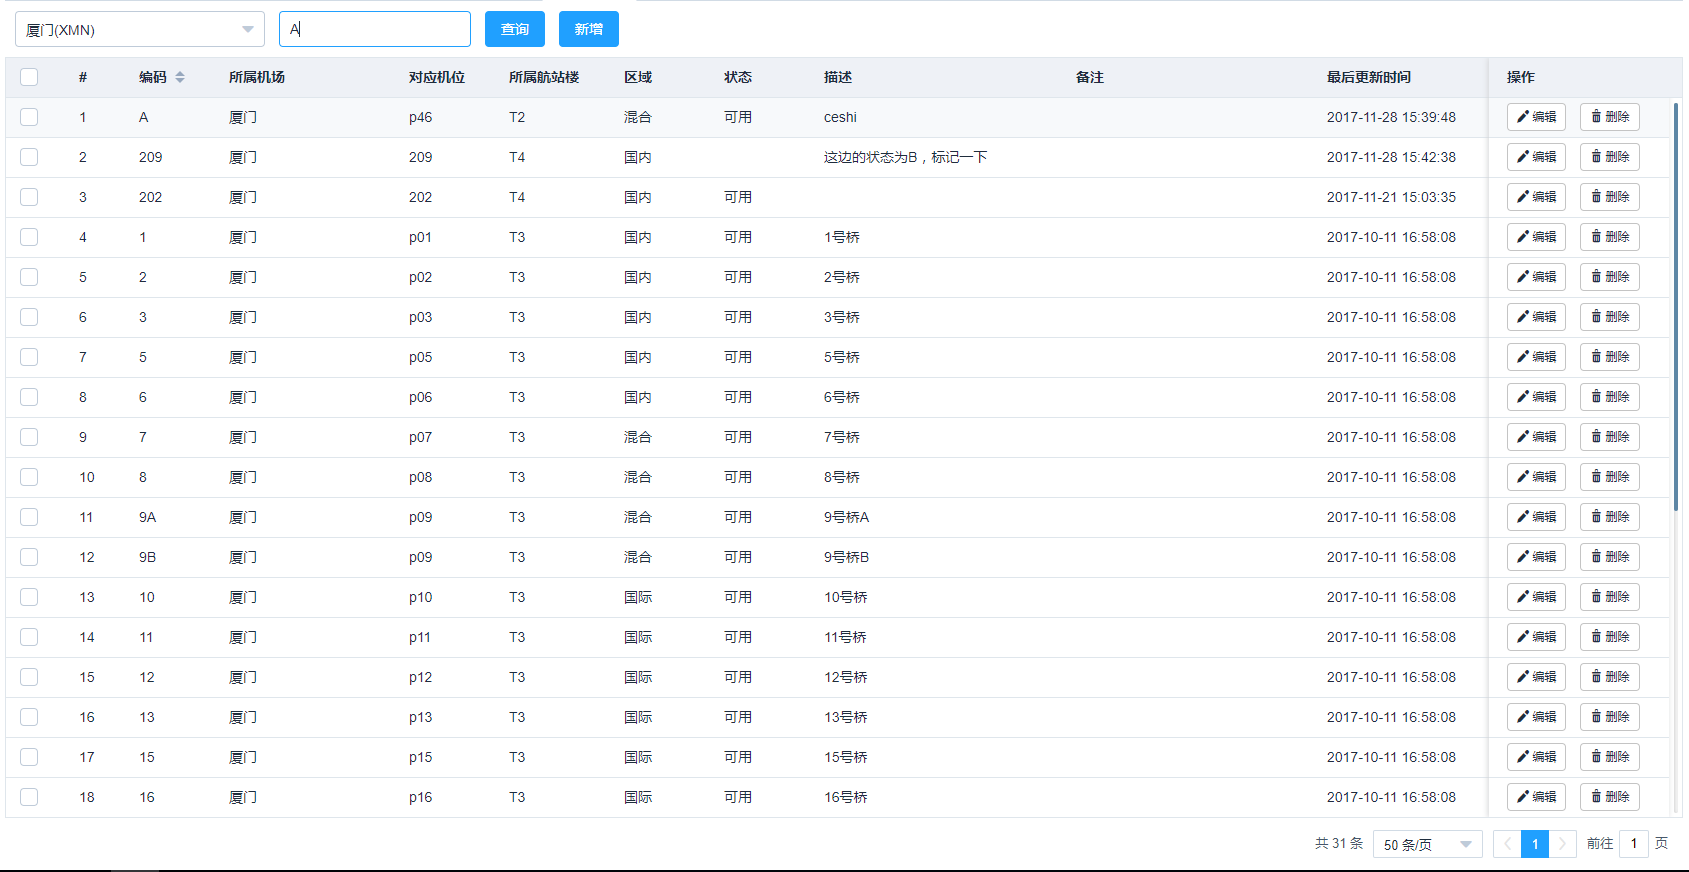 厦门(XMN) A 查询 新增
# 编码 所属机场 对应机位 所属航站楼 区域 状态 描述 备注 最后更新时间 操作
1 A 厦门 p46 T2 混合 可用 ceshi 2017-11-28 15:39:48 编辑 删除
2 209 厦门 209 T4 国内 这边的状态为B，标记一下 2017-11-28 15:42:38 编辑 删除
3 202 厦门 202 T4 国内 可用 2017-11-21 15:03:35 编辑 删除
4 1 厦门 p01 T3 国内 可用 1号桥 2017-10-11 16:58:08 编辑 删除
5 2 厦门 p02 T3 国内 可用 2号桥 2017-10-11 16:58:08 编辑 删除
6 3 厦门 p03 T3 国内 可用 3号桥 2017-10-11 16:58:08 编辑 删除
7 5 厦门 p05 T3 国内 可用 5号桥 2017-10-11 16:58:08 编辑 删除
8 6 厦门 p06 T3 国内 可用 6号桥 2017-10-11 16:58:08 编辑 删除
9 7 厦门 p07 T3 混合 可用 7号桥 2017-10-11 16:58:08 编辑 删除
10 8 厦门 p08 T3 混合 可用 8号桥 2017-10-11 16:58:08 编辑 删除
11 9A 厦门 p09 T3 混合 可用 9号桥A 2017-10-11 16:58:08 编辑 删除
12 9B 厦门 p09 T3 混合 可用 9号桥B 2017-10-11 16:58:08 编辑 删除
13 10 厦门 p10 T3 国际 可用 10号桥 2017-10-11 16:58:08 编辑 删除
14 11 厦门 p11 T3 国际 可用 11号桥 2017-10-11 16:58:08 编辑 删除
15 12 厦门 p12 T3 国际 可用 12号桥 2017-10-11 16:58:08 编辑 删除
16 13 厦门 p13 T3 国际 可用 13号桥 2017-10-11 16:58:08 编辑 删除
17 15 厦门 p15 T3 国际 可用 15号桥 2017-10-11 16:58:08 编辑 删除
18 16 厦门 p16 T3 国际 可用 16号桥 2017-10-11 16:58:08 编辑 删除
共 31 条 50 条/页 1 前往 1 页